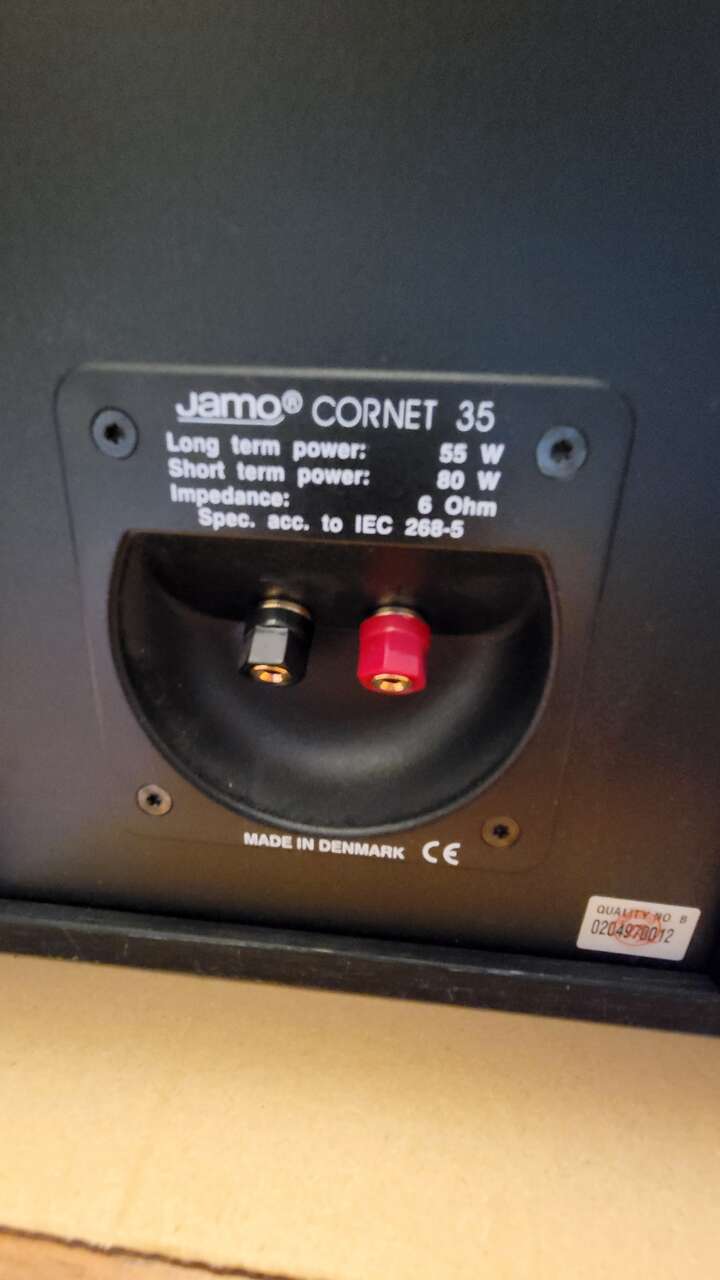 Jamo® CORNET 35
Long term power: 55 W
Short term power: 80 W
Impedance: 6 Ohm
Spec. acc. to IEC 268-5
MADE IN DENMARK CE
QUALITY NO B
0204970012